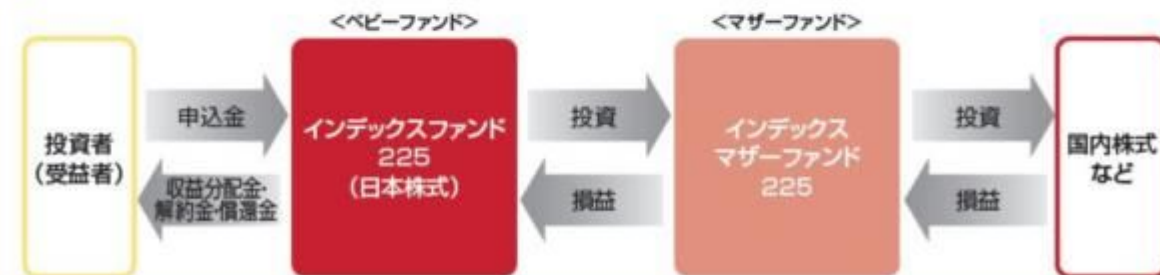 <ベビーファンド>
<マザーファンド>
投資者
(受益者)
申込金
収益分配金・
解約金・償還金
インデックスファンド
225
(日本株式)
投資
損益
インデックス
マザーファンド
225
投資
損益
国内株式
など